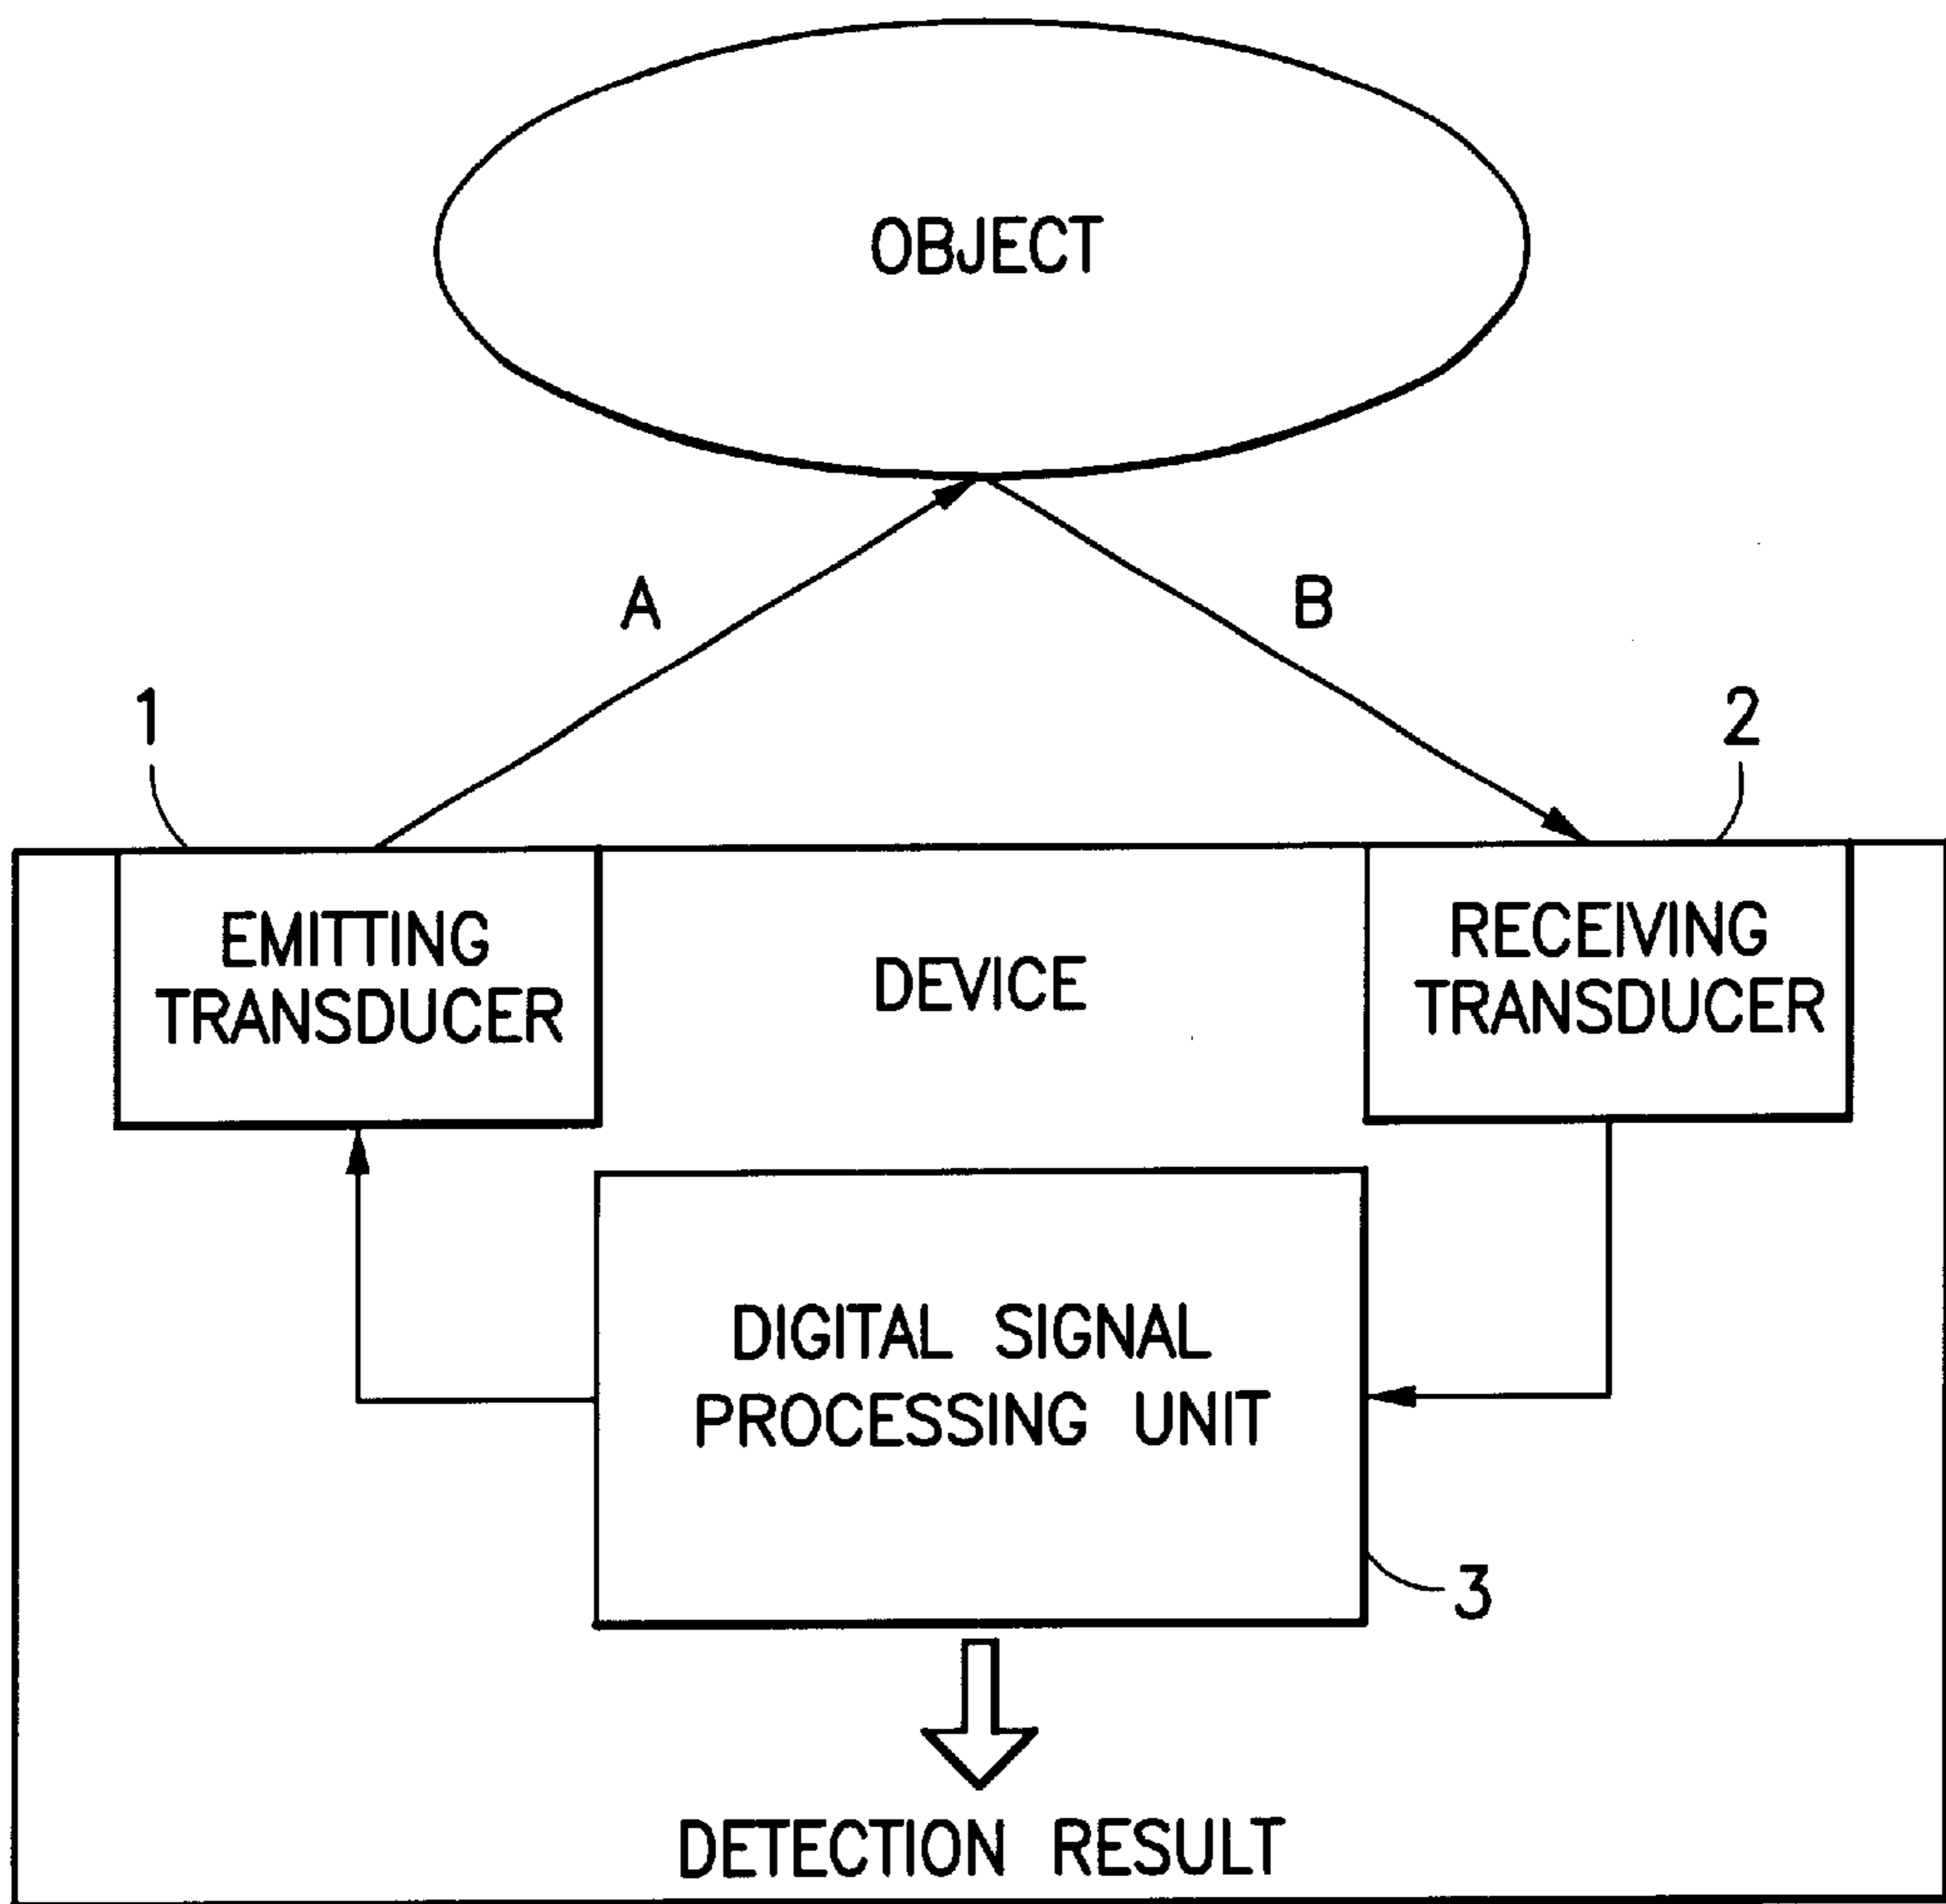 OBJECT
A
B
1
2
EMITTING
TRANSDUCER
DEVICE
RECEIVING
TRANSDUCER
DIGITAL SIGNAL
PROCESSING UNIT
3
DETECTION RESULT